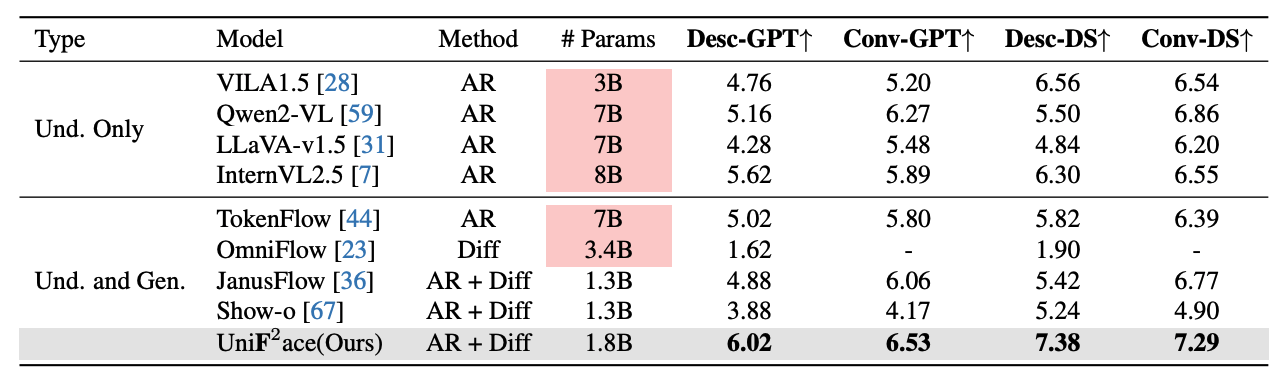 Type Model Method # Params Desc-GPT↑ Conv-GPT↑ Desc-DS↑ Conv-DS↑
VILA1.5 [28] AR 3B 4.76 5.20 6.56 6.54
Qwen2-VL [59] AR 7B 5.16 6.27 5.50 6.86
Und. Only
LLaVA-v1.5 [31] AR 7B 4.28 5.48 4.84 6.20
InternVL2.5 [7] AR 8B 5.62 5.89 6.30 6.55
TokenFlow [44] AR 7B 5.02 5.80 5.82 6.39
OmniFlow [23] Diff 3.4B 1.62 - 1.90 -
Und. and Gen. JanusFlow [36] AR + Diff 1.3B 4.88 6.06 5.42 6.77
Show-o [67] AR + Diff 1.3B 3.88 4.17 5.24 4.90
UniF²ace(Ours) AR + Diff 1.8B 6.02 6.53 7.38 7.29